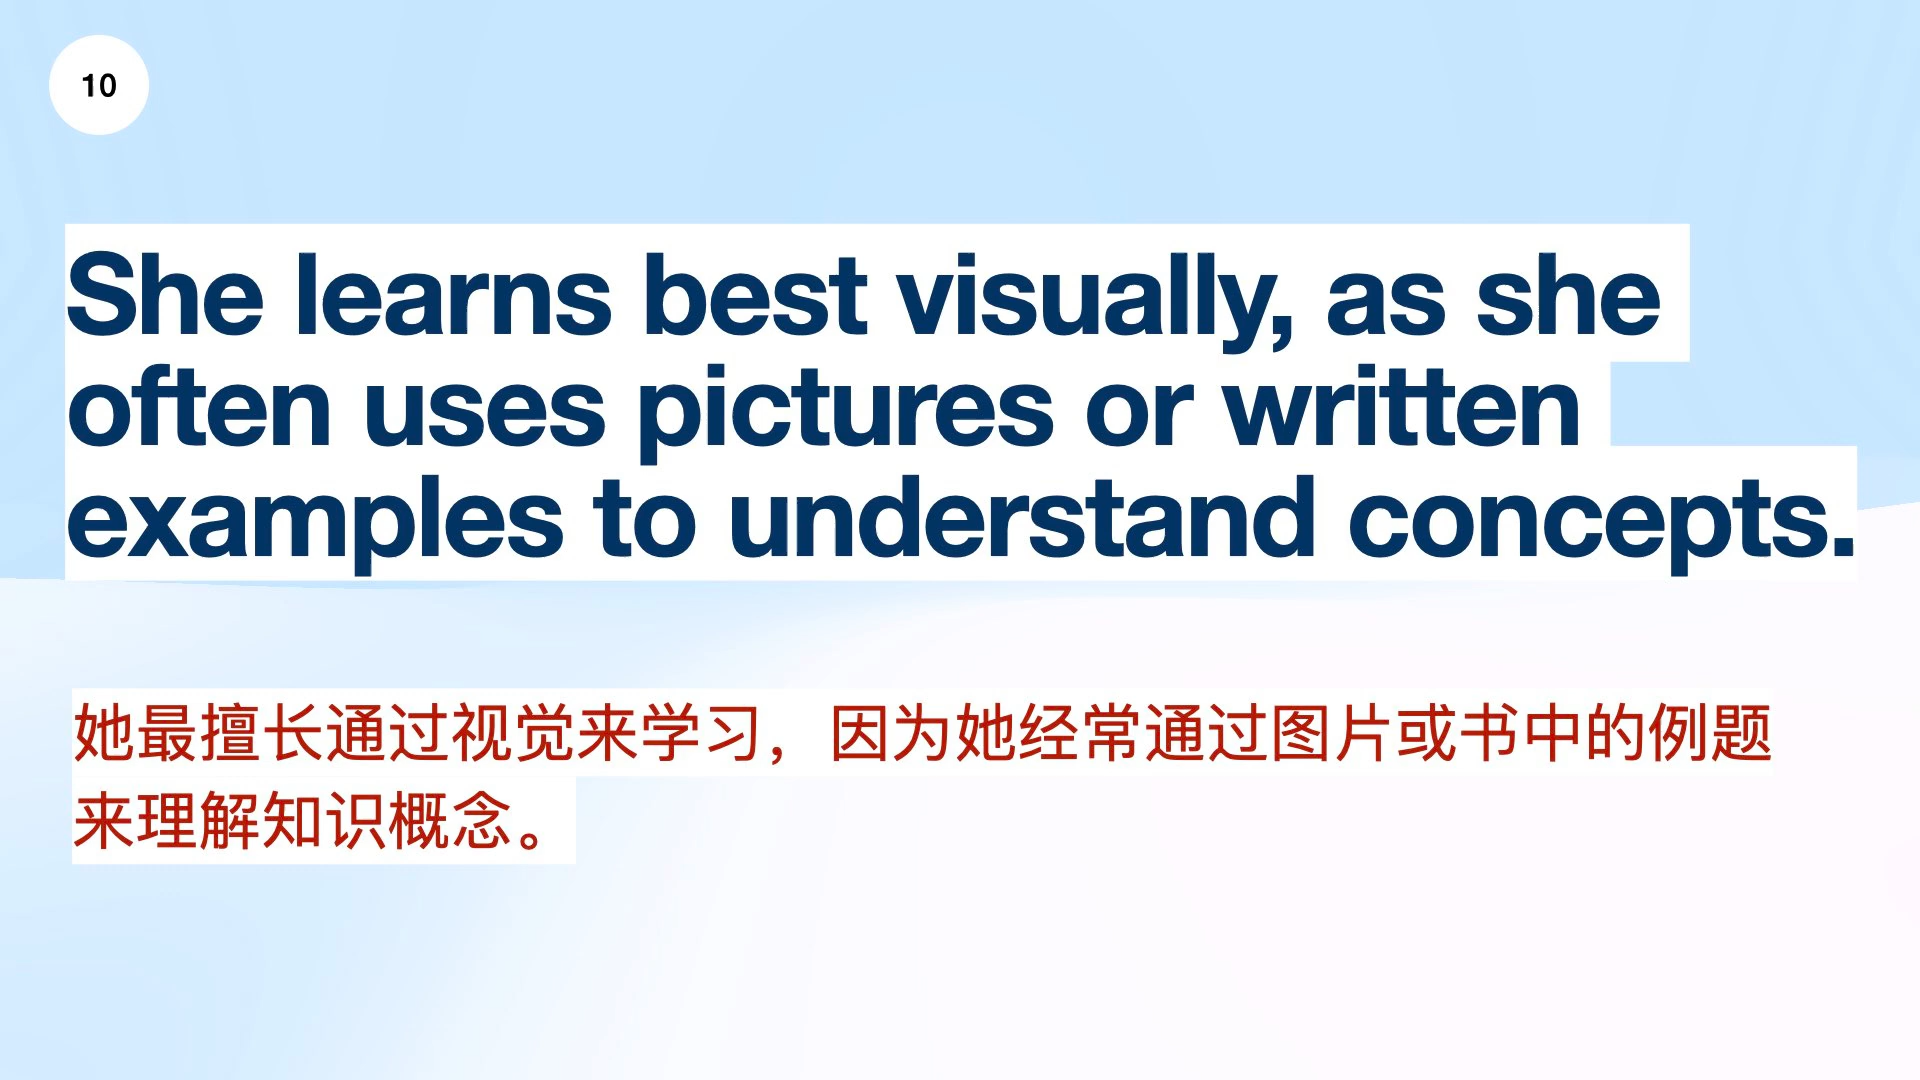 10
She learns best visually, as she
often uses pictures or written
examples to understand concepts.
她最擅长通过视觉来学习，因为她经常通过图片或书中的例题
来理解知识概念。